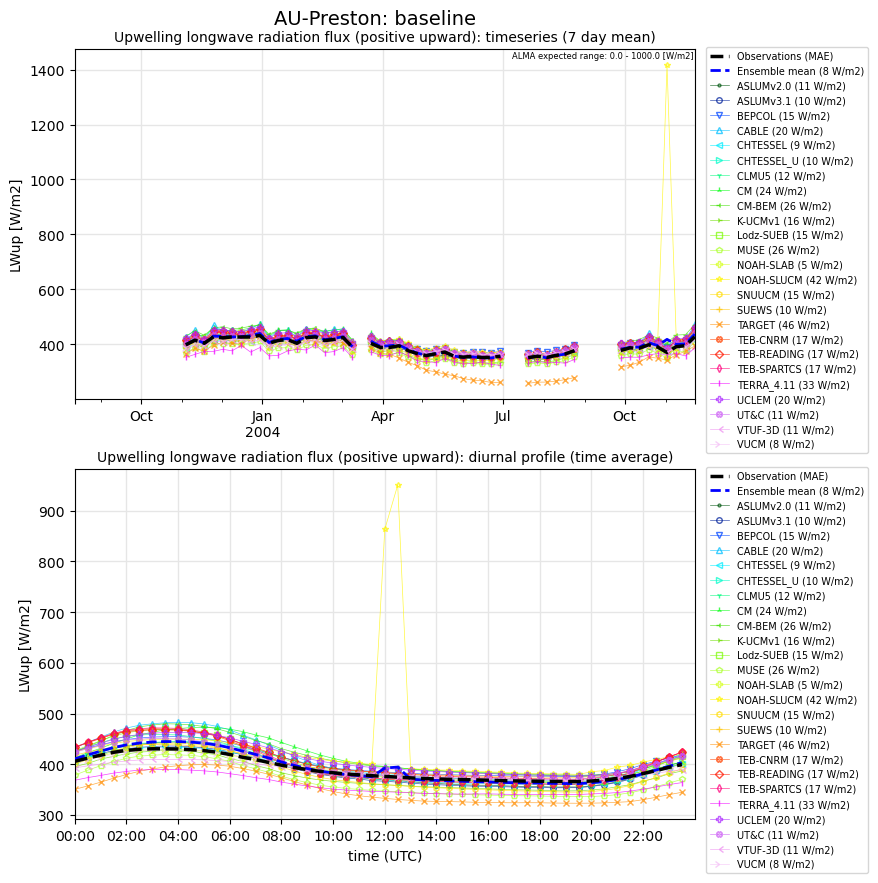 AU-Preston: baseline
Upwelling longwave radiation flux (positive upward): timeseries (7 day mean)
ALMA expected range: 0.0 - 1000.0 [W/m2]
1400
1200
1000
800
600
400
LWup [W/m2]
Oct
Jan
2004
Apr
Jul
Oct
Observations (MAE)
Ensemble mean (8 W/m2)
ASLUMv2.0 (11 W/m2)
ASLUMv3.1 (10 W/m2)
BEPCOL (15 W/m2)
CABLE (20 W/m2)
CHTESSEL (9 W/m2)
CHTESSEL_U (10 W/m2)
CLMU5 (12 W/m2)
CM (24 W/m2)
CM-BEM (26 W/m2)
K-UCMv1 (16 W/m2)
Lodz-SUEB (15 W/m2)
MUSE (26 W/m2)
NOAH-SLAB (5 W/m2)
NOAH-SLUCM (42 W/m2)
SNUUCM (15 W/m2)
SUEWS (10 W/m2)
TARGET (46 W/m2)
TEB-CNRM (17 W/m2)
TEB-READING (17 W/m2)
TEB-SPARTCS (17 W/m2)
TERRA_4.11 (33 W/m2)
UCLEM (20 W/m2)
UT&C (11 W/m2)
VTUF-3D (11 W/m2)
VUCM (8 W/m2)
Upwelling longwave radiation flux (positive upward): diurnal profile (time average)
900
800
700
600
500
400
300
LWup [W/m2]
00:00
02:00
04:00
06:00
08:00
10:00
12:00
14:00
16:00
18:00
20:00
22:00
time (UTC)
Observation (MAE)
Ensemble mean (8 W/m2)
ASLUMv2.0 (11 W/m2)
ASLUMv3.1 (10 W/m2)
BEPCOL (15 W/m2)
CABLE (20 W/m2)
CHTESSEL (9 W/m2)
CHTESSEL_U (10 W/m2)
CLMU5 (12 W/m2)
CM (24 W/m2)
CM-BEM (26 W/m2)
K-UCMv1 (16 W/m2)
Lodz-SUEB (15 W/m2)
MUSE (26 W/m2)
NOAH-SLAB (5 W/m2)
NOAH-SLUCM (42 W/m2)
SNUUCM (15 W/m2)
SUEWS (10 W/m2)
TARGET (46 W/m2)
TEB-CNRM (17 W/m2)
TEB-READING (17 W/m2)
TEB-SPARTCS (17 W/m2)
TERRA_4.11 (33 W/m2)
UCLEM (20 W/m2)
UT&C (11 W/m2)
VTUF-3D (11 W/m2)
VUCM (8 W/m2)